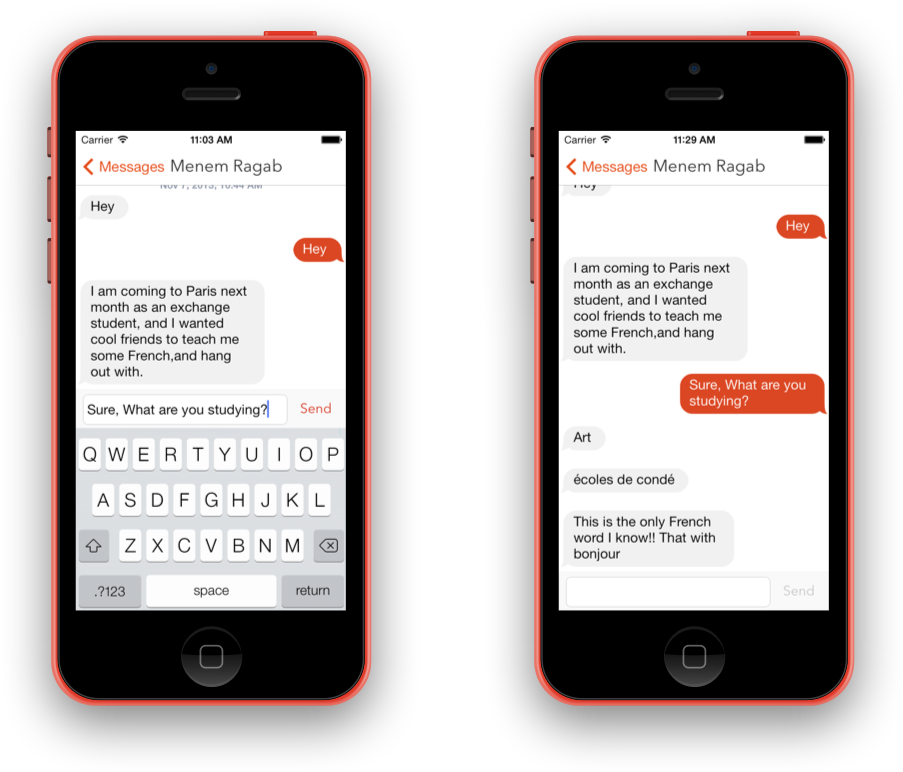 Carrier 11:03 AM
Messages Menem Ragab
Nov 7, 2013, 10:44 AM
Hey
Hey
I am coming to Paris next
month as an exchange
student, and I wanted
cool friends to teach me
some French,and hang
out with.
Sure, What are you studying? Send
Q W E R T Y U I O P
A S D F G H J K L
Z X C V B N M
.?123 space return
Carrier 11:29 AM
Messages Menem Ragab
Hey
Hey
I am coming to Paris next
month as an exchange
student, and I wanted
cool friends to teach me
some French,and hang
out with.
Sure, What are you
studying?
Art
écoles de condé
This is the only French
word I know!! That with
bonjour
Send